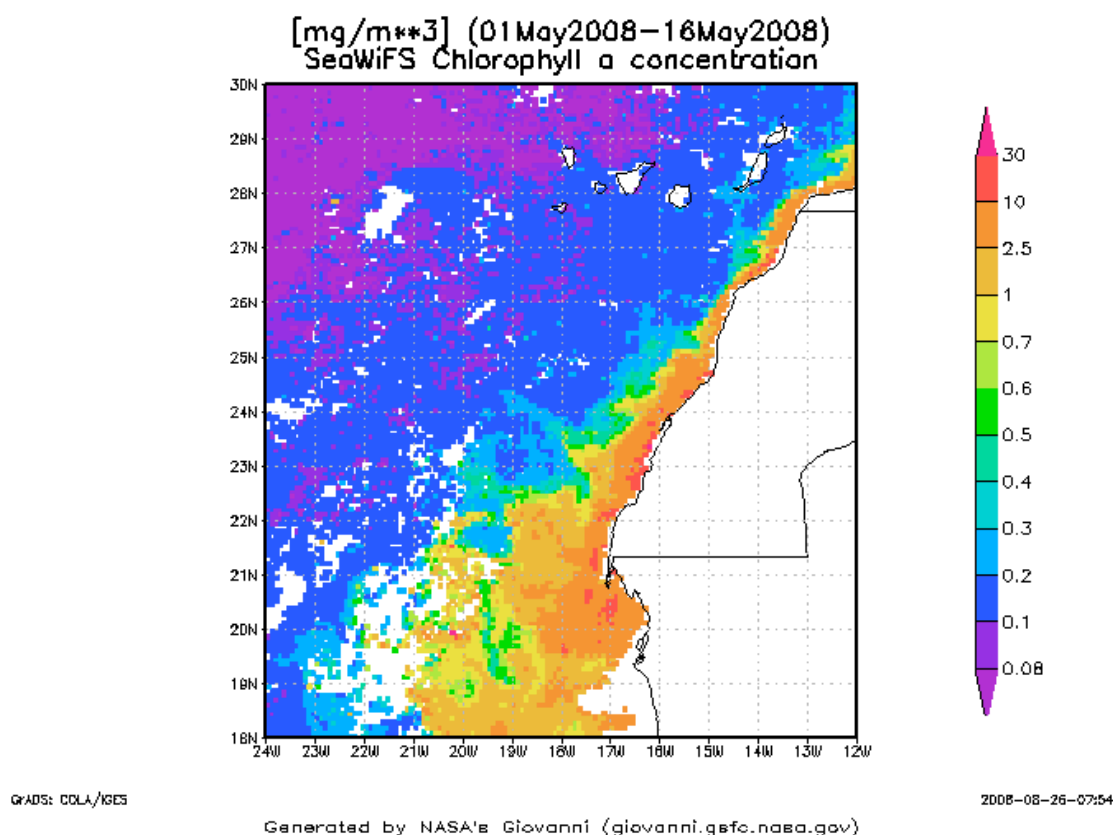 [mg/m**3] (01May2008-16May2008)
SeaWiFS Chlorophyll a concentration
30N
29N
28N
27N
26N
25N
24N
23N
22N
21N
20N
19N
18N
24W 23W 22W 21W 20W 19W 18W 17W 16W 15W 14W 13W 12W
30
10
2.5
1
0.7
0.6
0.5
0.4
0.3
0.2
0.1
0.08
GrADS: COLA/IGES
2008-08-26-07:54
Generated by NASA's Giovanni (giovanni.gsfc.nasa.gov)